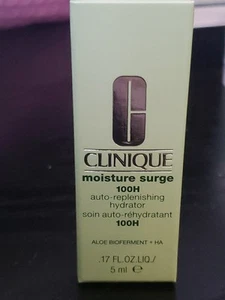 CLINIQUE
moisture surge
100H
auto-replenishing
hydrator
soin auto-réhydratant
100H
ALOE BIOFERMENT + HA
.17 FL.OZ.LIQ./
5 ml ℮